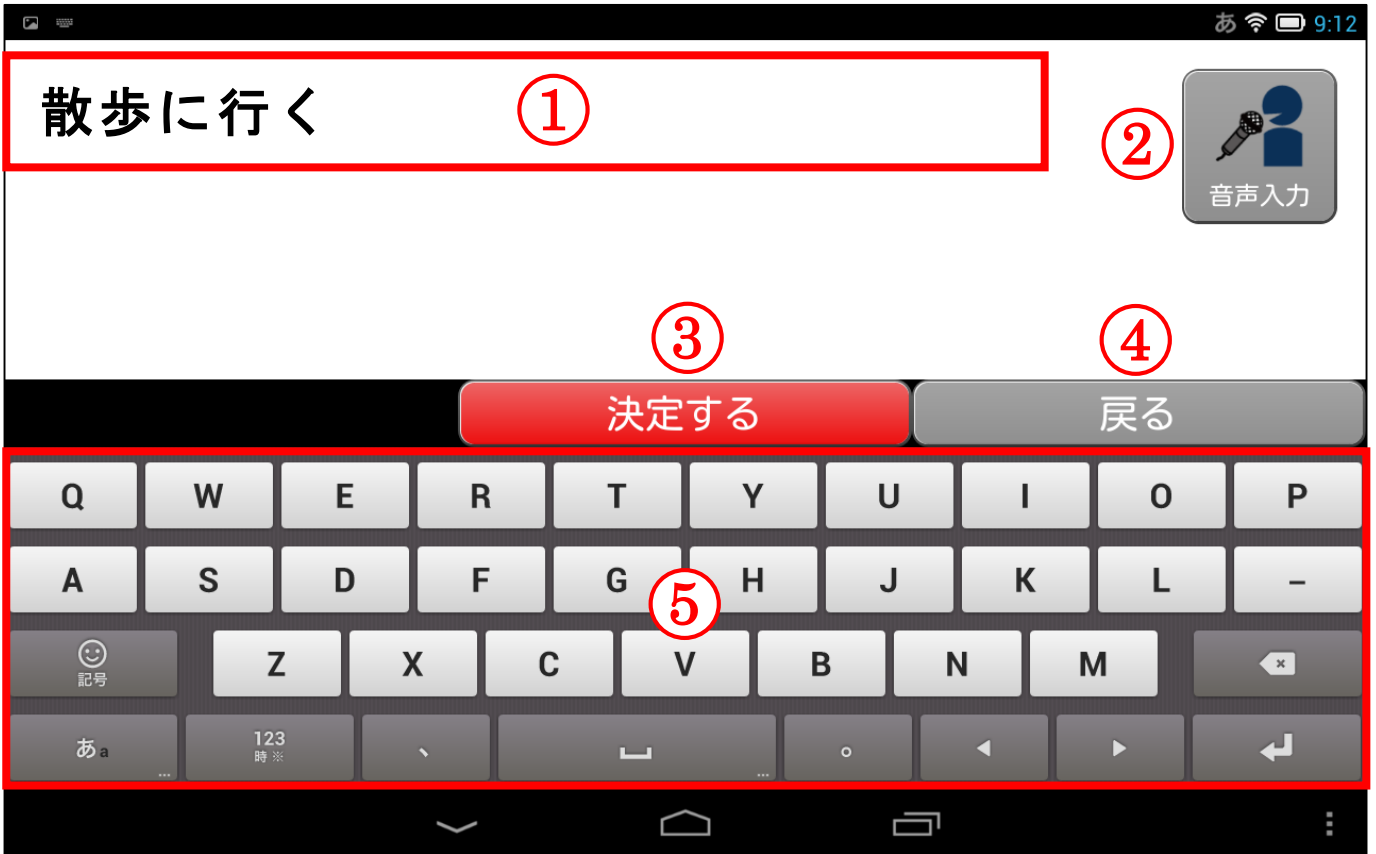 あ 9:12
散歩に行く ①
② 音声入力
③ ④
決定する 戻る
Q W E R T Y U I O P
A S D F G H J K L －
⑤
記号 Z X C V B N M ×
あa 123 、 。
時※